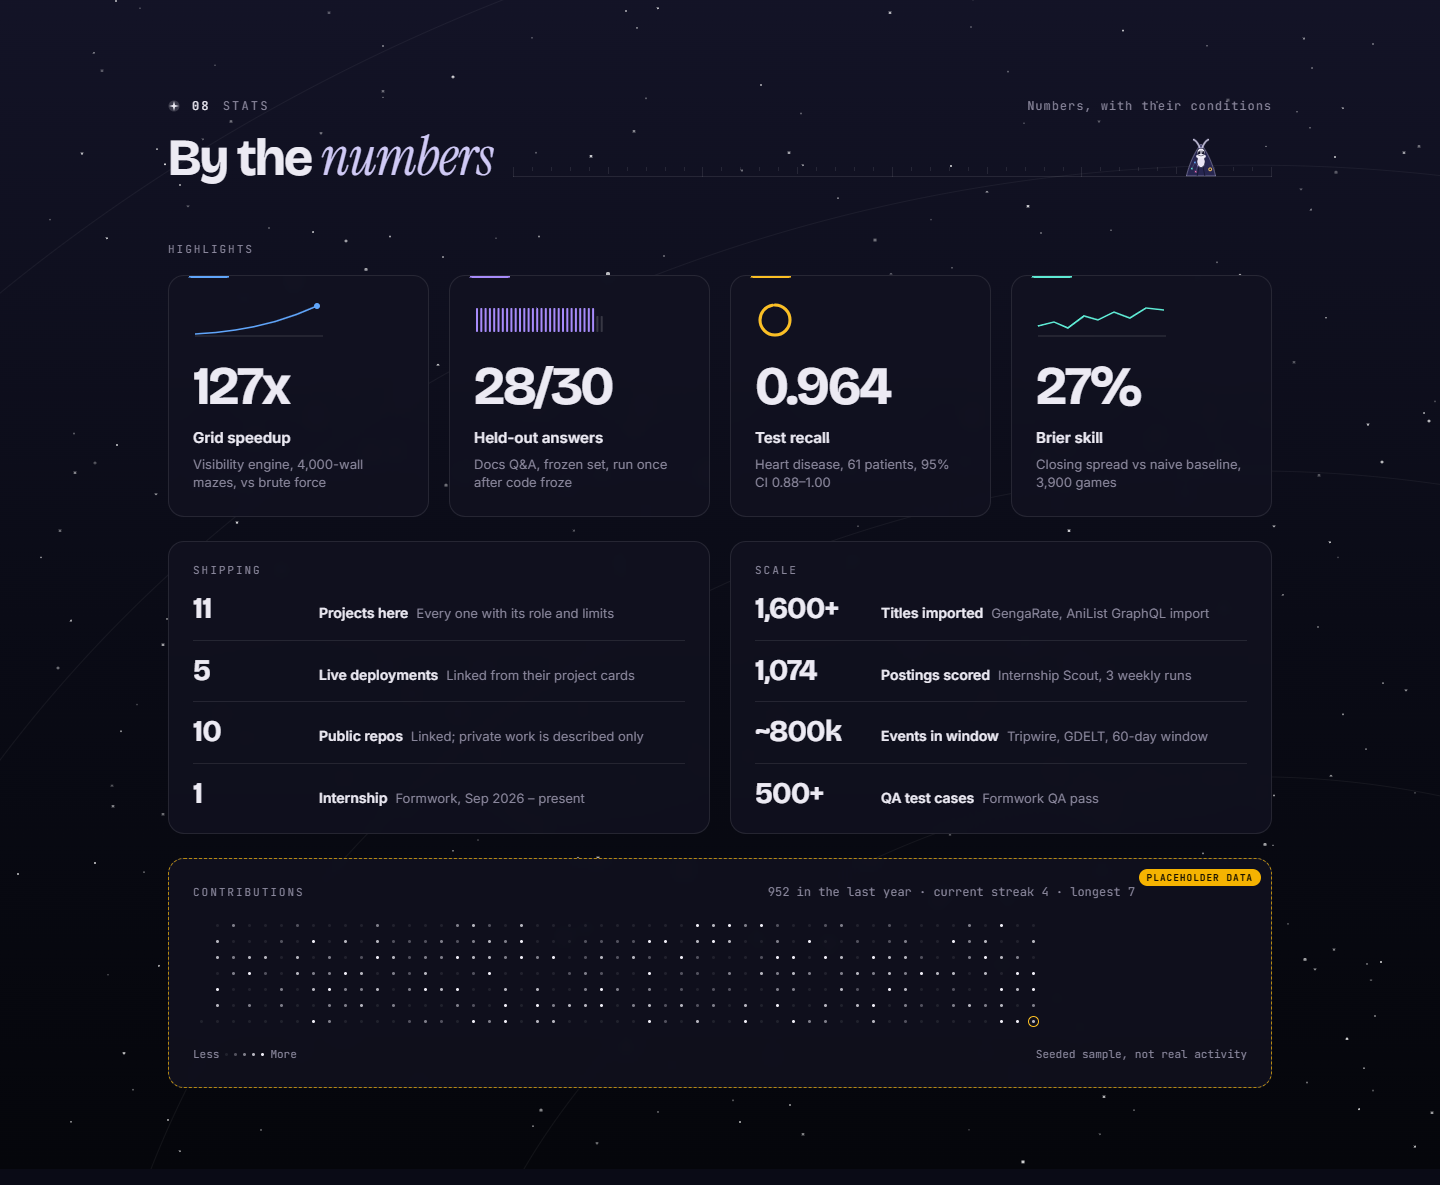 08 STATS
Numbers, with their conditions
By the numbers
HIGHLIGHTS
127x
Grid speedup
Visibility engine, 4,000-wall
mazes, vs brute force
28/30
Held-out answers
Docs Q&A, frozen set, run once
after code froze
0.964
Test recall
Heart disease, 61 patients, 95%
CI 0.88–1.00
27%
Brier skill
Closing spread vs naive baseline,
3,900 games
SHIPPING
11 Projects here Every one with its role and limits
5 Live deployments Linked from their project cards
10 Public repos Linked; private work is described only
1 Internship Formwork, Sep 2026 – present
SCALE
1,600+ Titles imported GengaRate, AniList GraphQL import
1,074 Postings scored Internship Scout, 3 weekly runs
~800k Events in window Tripwire, GDELT, 60-day window
500+ QA test cases Formwork QA pass
PLACEHOLDER DATA
CONTRIBUTIONS
952 in the last year · current streak 4 · longest 7
Less More
Seeded sample, not real activity